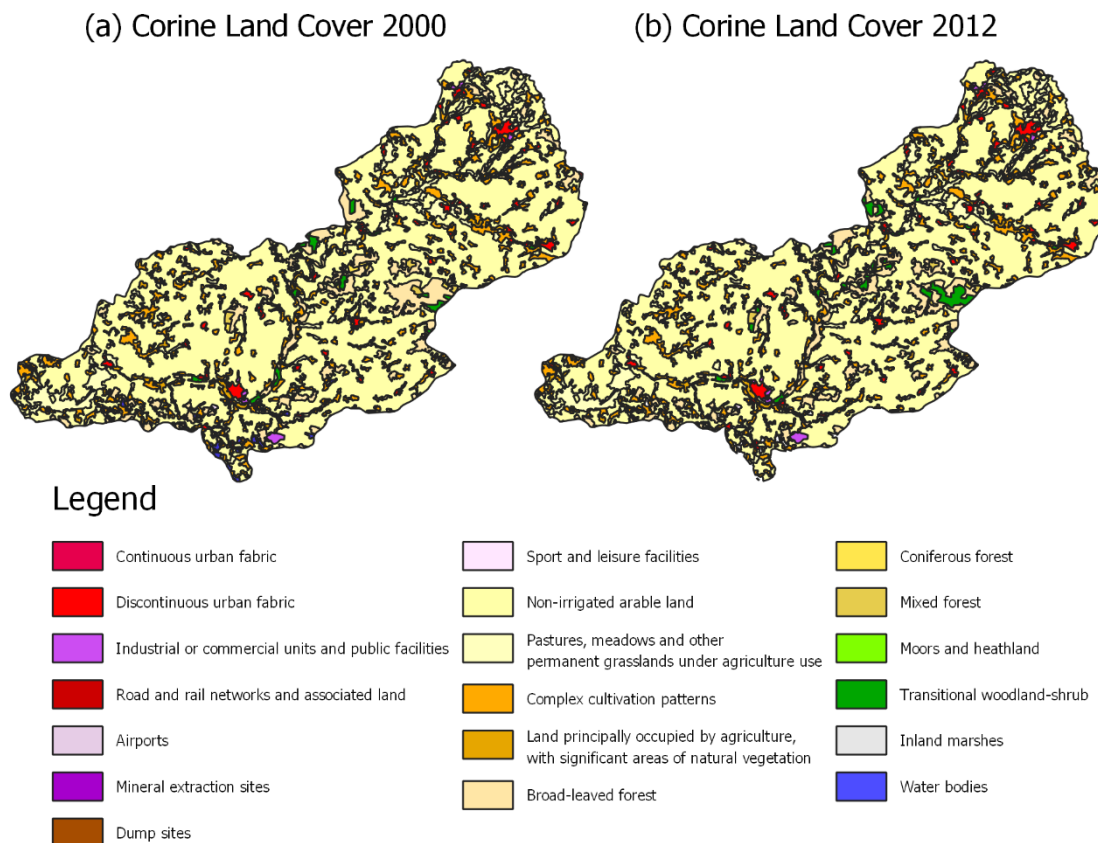 (a) Corine Land Cover 2000
(b) Corine Land Cover 2012
Legend
Continuous urban fabric
Discontinuous urban fabric
Industrial or commercial units and public facilities
Road and rail networks and associated land
Airports
Mineral extraction sites
Dump sites
Sport and leisure facilities
Non-irrigated arable land
Pastures, meadows and other
permanent grasslands under agriculture use
Complex cultivation patterns
Land principally occupied by agriculture,
with significant areas of natural vegetation
Broad-leaved forest
Coniferous forest
Mixed forest
Moors and heathland
Transitional woodland-shrub
Inland marshes
Water bodies